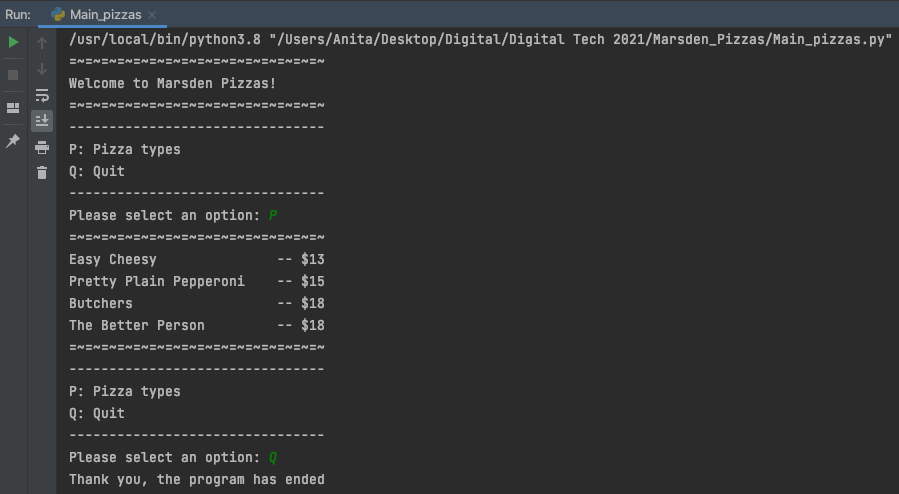 Run: Main_pizzas
/usr/local/bin/python3.8 "/Users/Anita/Desktop/Digital/Digital Tech 2021/Marsden_Pizzas/Main_pizzas.py"
=~=~=~=~=~=~=~=~=~=~=~=~=~=~=~=~
Welcome to Marsden Pizzas!
=~=~=~=~=~=~=~=~=~=~=~=~=~=~=~=~
--------------------------------
P: Pizza types
Q: Quit
--------------------------------
Please select an option: P
=~=~=~=~=~=~=~=~=~=~=~=~=~=~=~=~
Easy Cheesy               -- $13
Pretty Plain Pepperoni    -- $15
Butchers                  -- $18
The Better Person         -- $18
=~=~=~=~=~=~=~=~=~=~=~=~=~=~=~=~
--------------------------------
P: Pizza types
Q: Quit
--------------------------------
Please select an option: Q
Thank you, the program has ended